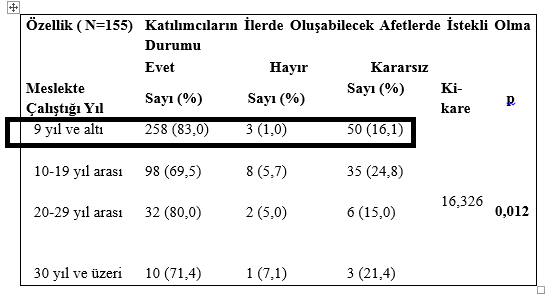 Özellik ( N=155) Katılımcıların İlerde Oluşabilecek Afetlerde İstekli Olma
Durumu
Evet Hayır Kararsız
Meslekte Çalıştığı Yıl Sayı (%) Sayı (%) Sayı (%) Ki-kare p
9 yıl ve altı 258 (83,0) 3 (1,0) 50 (16,1)
10-19 yıl arası 98 (69,5) 8 (5,7) 35 (24,8)
16,326
20-29 yıl arası 32 (80,0) 2 (5,0) 6 (15,0) 0,012
30 yıl ve üzeri 10 (71,4) 1 (7,1) 3 (21,4)